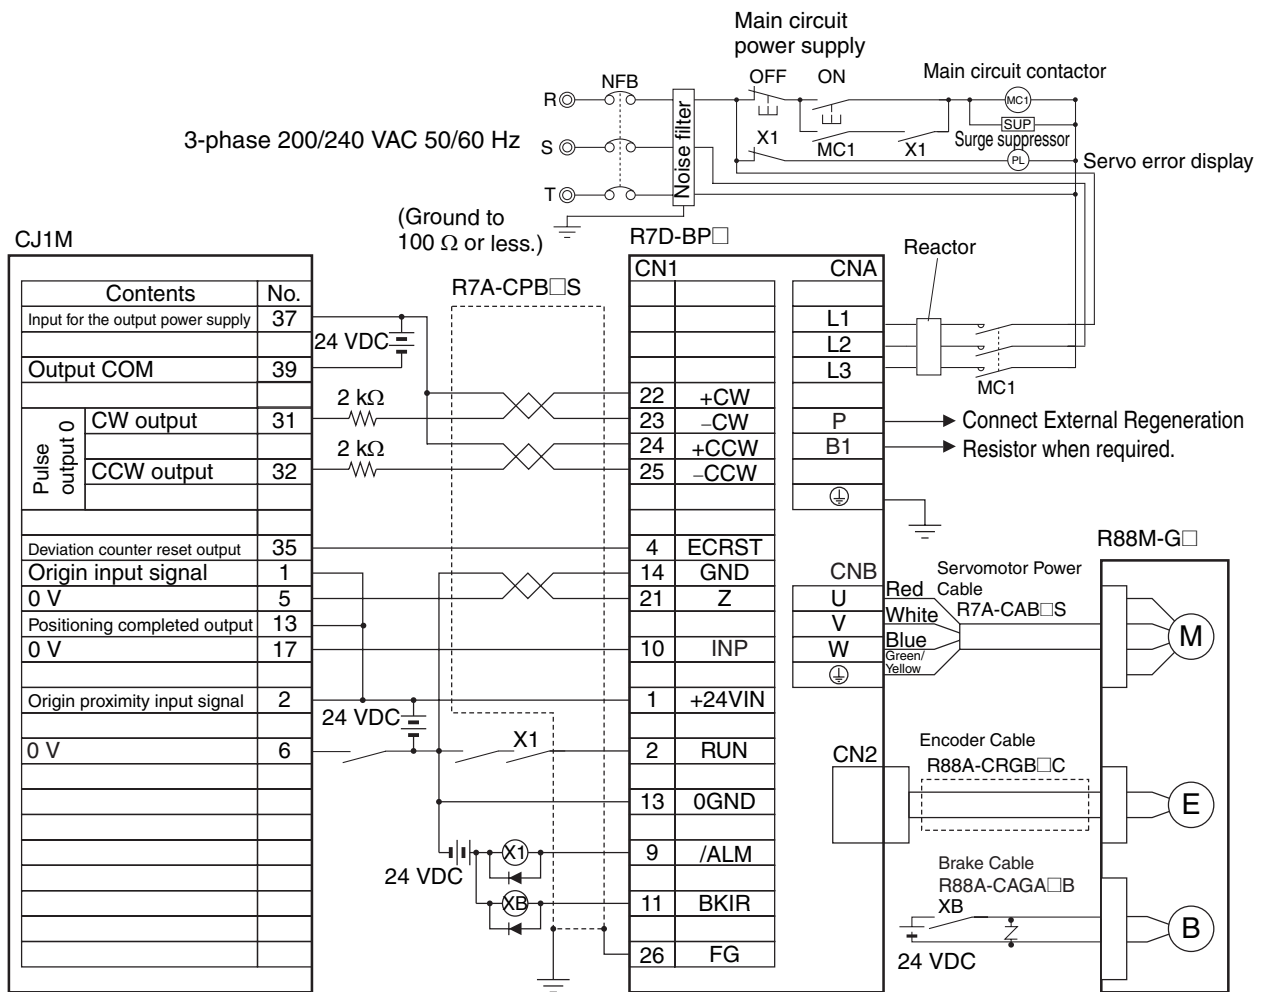 Main circuit
power supply
OFF ON
Main circuit contactor
NFB
R
MC1
SUP
Surge suppressor
X1 MC1 X1
3-phase 200/240 VAC 50/60 Hz
S
Noise filter
PL
Servo error display
T
(Ground to
100 Ω or less.)
CJ1M
R7D-BP□
Reactor
R7A-CPB□S
CN1 CNA
Contents No.
Input for the output power supply 37
24 VDC
Output COM 39
L1
L2
L3
MC1
2 kΩ
22 +CW
Pulse
output 0
CW output 31
23 −CW
P
Connect External Regeneration
2 kΩ
24 +CCW
B1
Resistor when required.
CCW output 32
25 −CCW
R88M-G□
Deviation counter reset output 35
4 ECRST
Origin input signal 1
14 GND
CNB
Servomotor Power
Cable
R7A-CAB□S
0 V 5
21 Z
U
Red
Positioning completed output 13
V
White
M
0 V 17
10 INP
W
Blue
Green/
Yellow
Origin proximity input signal 2
24 VDC
1 +24VIN
0 V 6
X1
2 RUN
CN2
Encoder Cable
R88A-CRGB□C
13 0GND
E
X1
9 /ALM
24 VDC
Brake Cable
R88A-CAGA□B
XB
11 BKIR
XB
B
26 FG
24 VDC